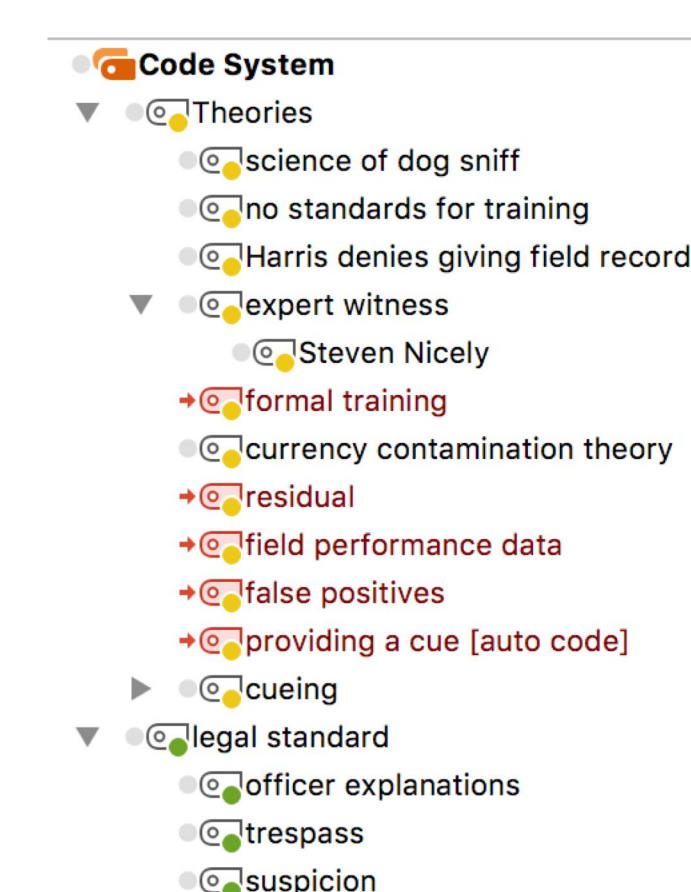 Code System
Theories
science of dog sniff
no standards for training
Harris denies giving field record
expert witness
Steven Nicely
formal training
currency contamination theory
residual
field performance data
false positives
providing a cue [auto code]
cueing
legal standard
officer explanations
trespass
suspicion